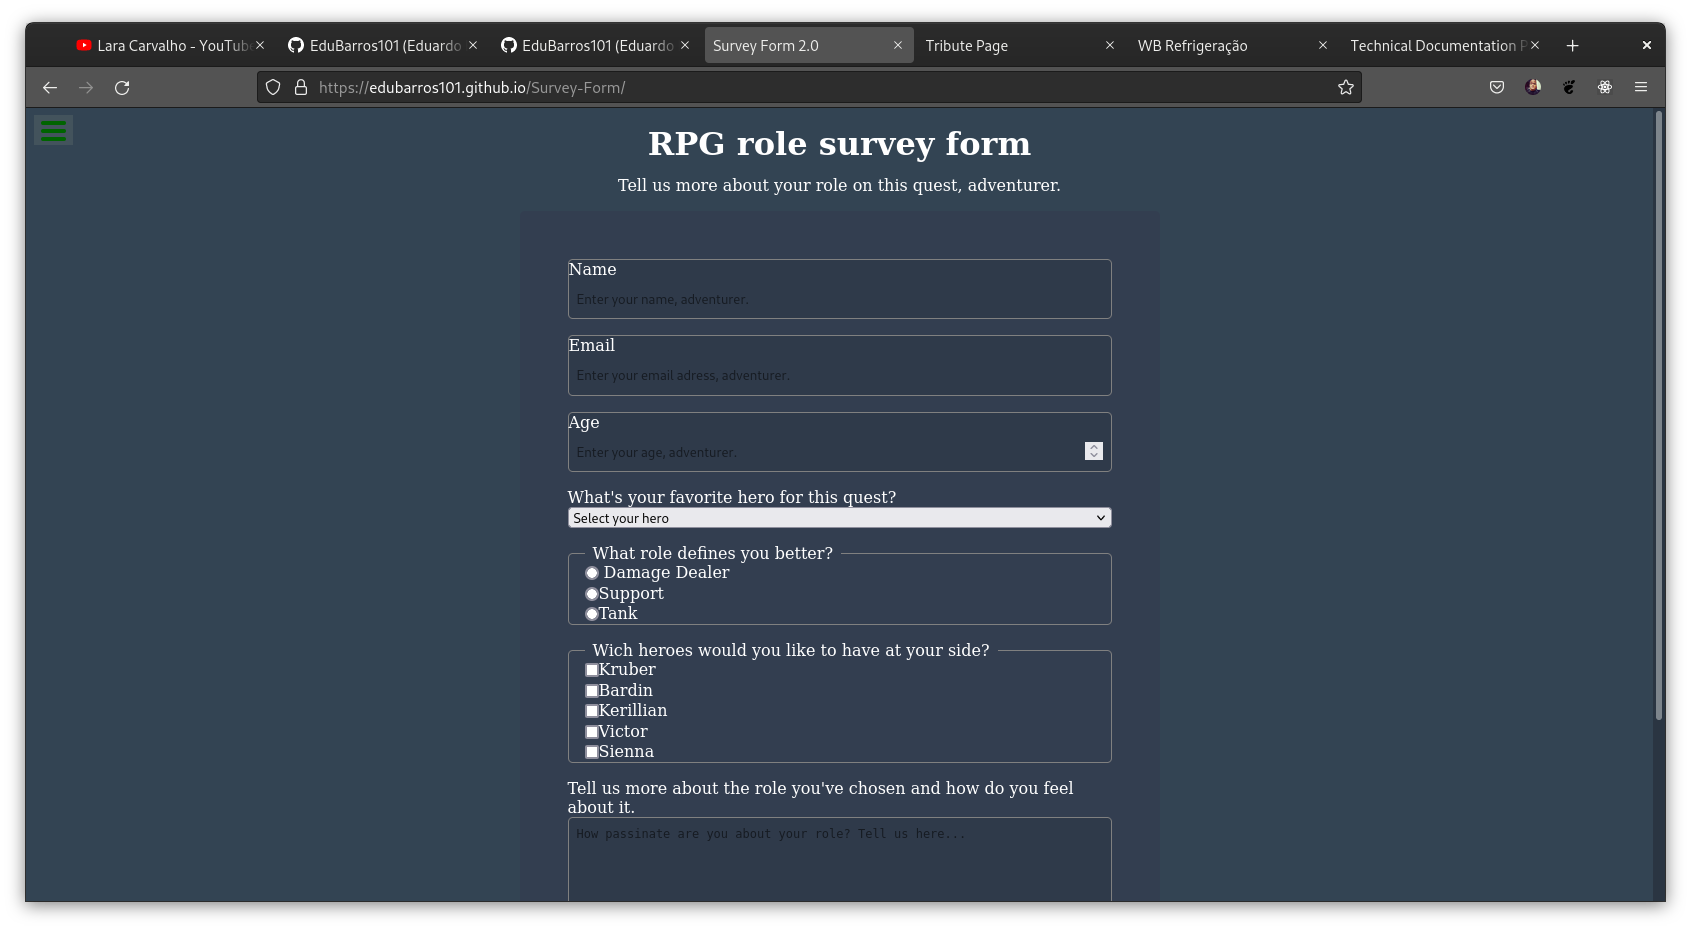 Lara Carvalho - YouTub
EduBarros101 (Eduardo
EduBarros101 (Eduardo
Survey Form 2.0
Tribute Page
WB Refrigeração
Technical Documentation P
https://edubarros101.github.io/Survey-Form/
RPG role survey form
Tell us more about your role on this quest, adventurer.
Name
Enter your name, adventurer.
Email
Enter your email adress, adventurer.
Age
Enter your age, adventurer.
What's your favorite hero for this quest?
Select your hero
What role defines you better?
Damage Dealer
Support
Tank
Wich heroes would you like to have at your side?
Kruber
Bardin
Kerillian
Victor
Sienna
Tell us more about the role you've chosen and how do you feel
about it.
How passinate are you about your role? Tell us here...